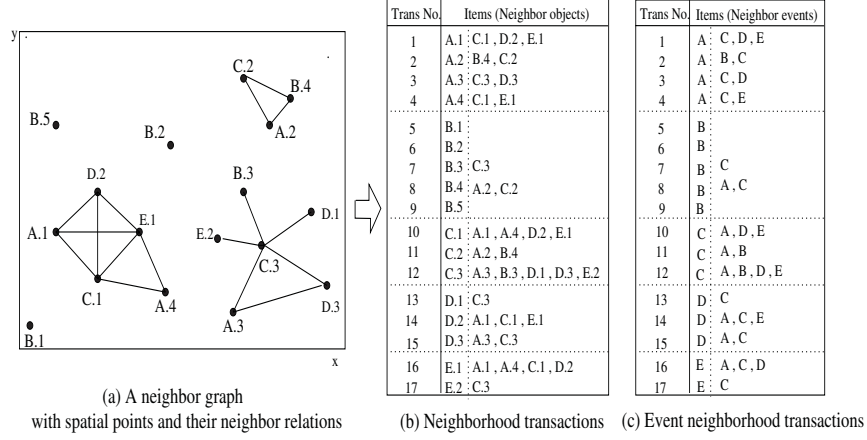 y
C.2
B.4
A.2
B.5
B.2
D.2
B.3
E.1
D.1
A.1
E.2
C.3
C.1
A.4
D.3
A.3
B.1
x
(a) A neighbor graph
with spatial points and their neighbor relations
Trans No. Items (Neighbor objects)
1 A.1 C.1 , D.2 , E.1
2 A.2 B.4 , C.2
3 A.3 C.3 , D.3
4 A.4 C.1 , E.1
5 B.1
6 B.2
7 B.3 C.3
8 B.4 A.2 , C.2
9 B.5
10 C.1 A.1 , A.4 , D.2 , E.1
11 C.2 A.2 , B.4
12 C.3 A.3 , B.3 , D.1 , D.3 , E.2
13 D.1 C.3
14 D.2 A.1 , C.1 , E.1
15 D.3 A.3 , C.3
16 E.1 A.1 , A.4 , C.1 , D.2
17 E.2 C.3
(b) Neighborhood transactions
Trans No. Items (Neighbor events)
1 A C , D , E
2 A B , C
3 A C , D
4 A C , E
5 B
6 B
7 B C
8 B A , C
9 B
10 C A , D , E
11 C A , B
12 C A , B , D , E
13 D C
14 D A , C , E
15 D A , C
16 E A , C , D
17 E C
(c) Event neighborhood transactions